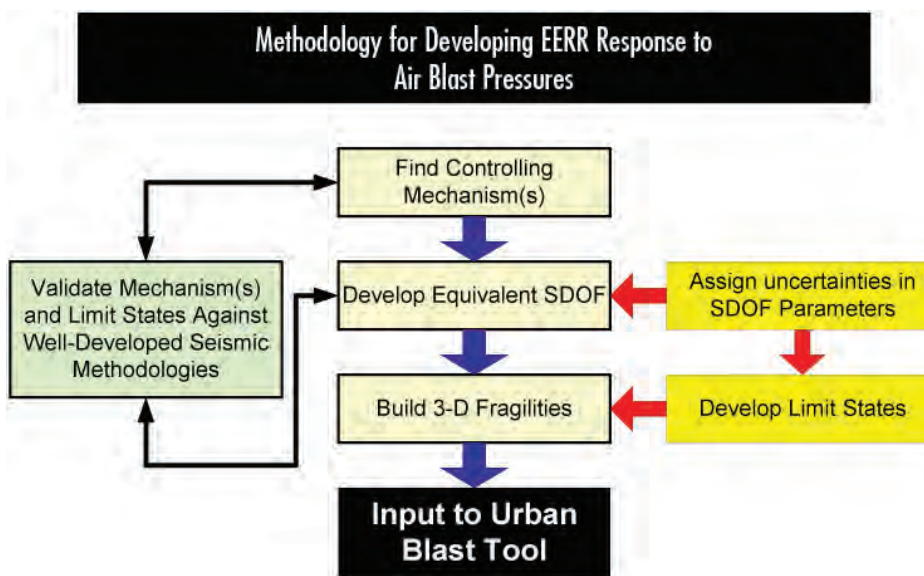 Methodology for Developing EERR Response to
Air Blast Pressures
Find Controlling
Mechanism(s)
Validate Mechanism(s)
and Limit States Against
Well-Developed Seismic
Methodologies
Develop Equivalent SDOF
Assign uncertainties in
SDOF Parameters
Build 3-D Fragilities
Develop Limit States
Input to Urban
Blast Tool